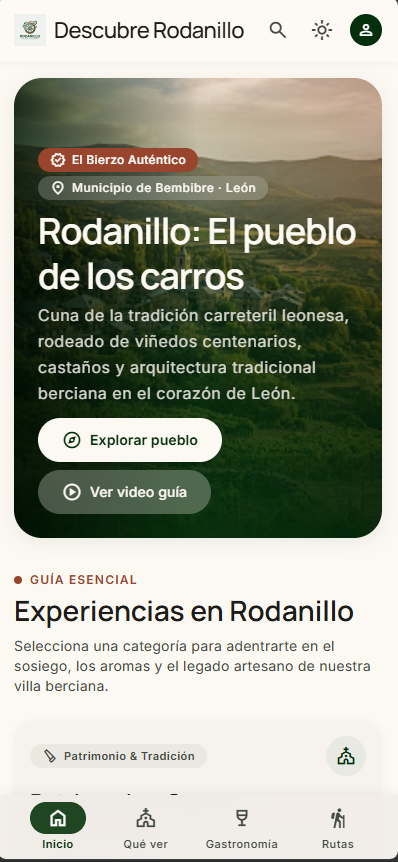 RODANILLO
Descubre Rodanillo
El Bierzo Auténtico
Municipio de Bembibre · León
Rodanillo: El pueblo
de los carros
Cuna de la tradición carreteril leonesa,
rodeado de viñedos centenarios,
castaños y arquitectura tradicional
berciana en el corazón de León.
Explorar pueblo
Ver video guía
GUÍA ESENCIAL
Experiencias en Rodanillo
Selecciona una categoría para adentrarte en el
sosiego, los aromas y el legado artesano de nuestra
villa berciana.
Patrimonio & Tradición
Inicio
Qué ver
Gastronomía
Rutas